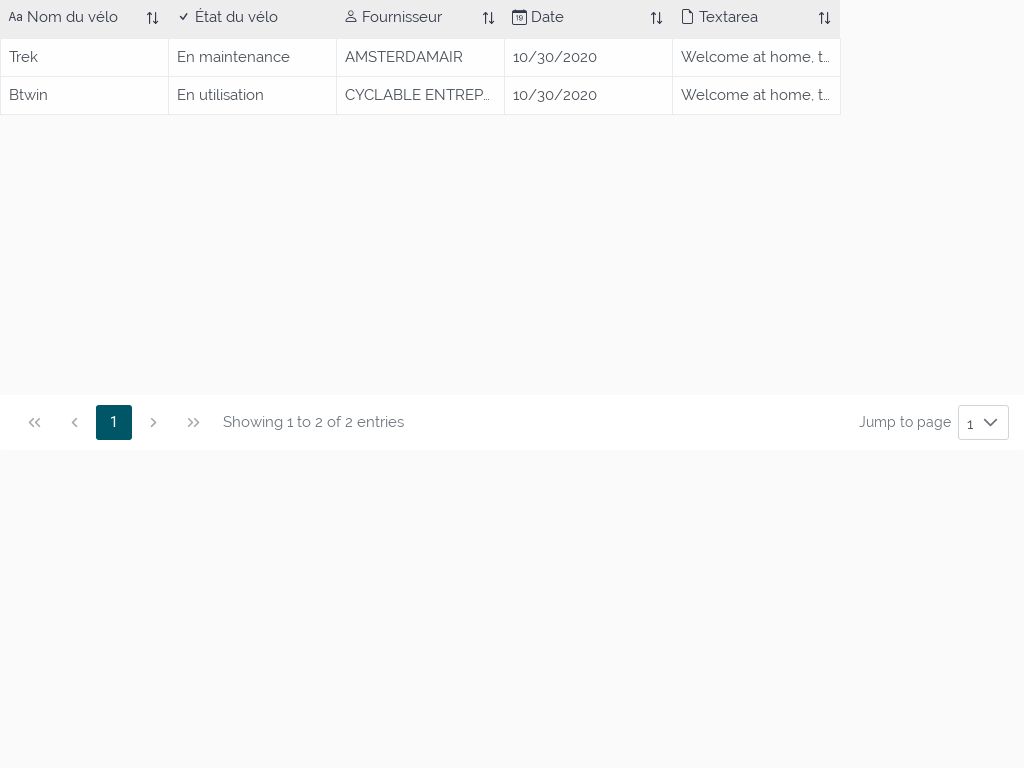 Aa Nom du vélo État du vélo Fournisseur 19 Date Textarea
Trek En maintenance AMSTERDAMAIR 10/30/2020 Welcome at home, t...
Btwin En utilisation CYCLABLE ENTREP... 10/30/2020 Welcome at home, t...
1 Showing 1 to 2 of 2 entries Jump to page 1